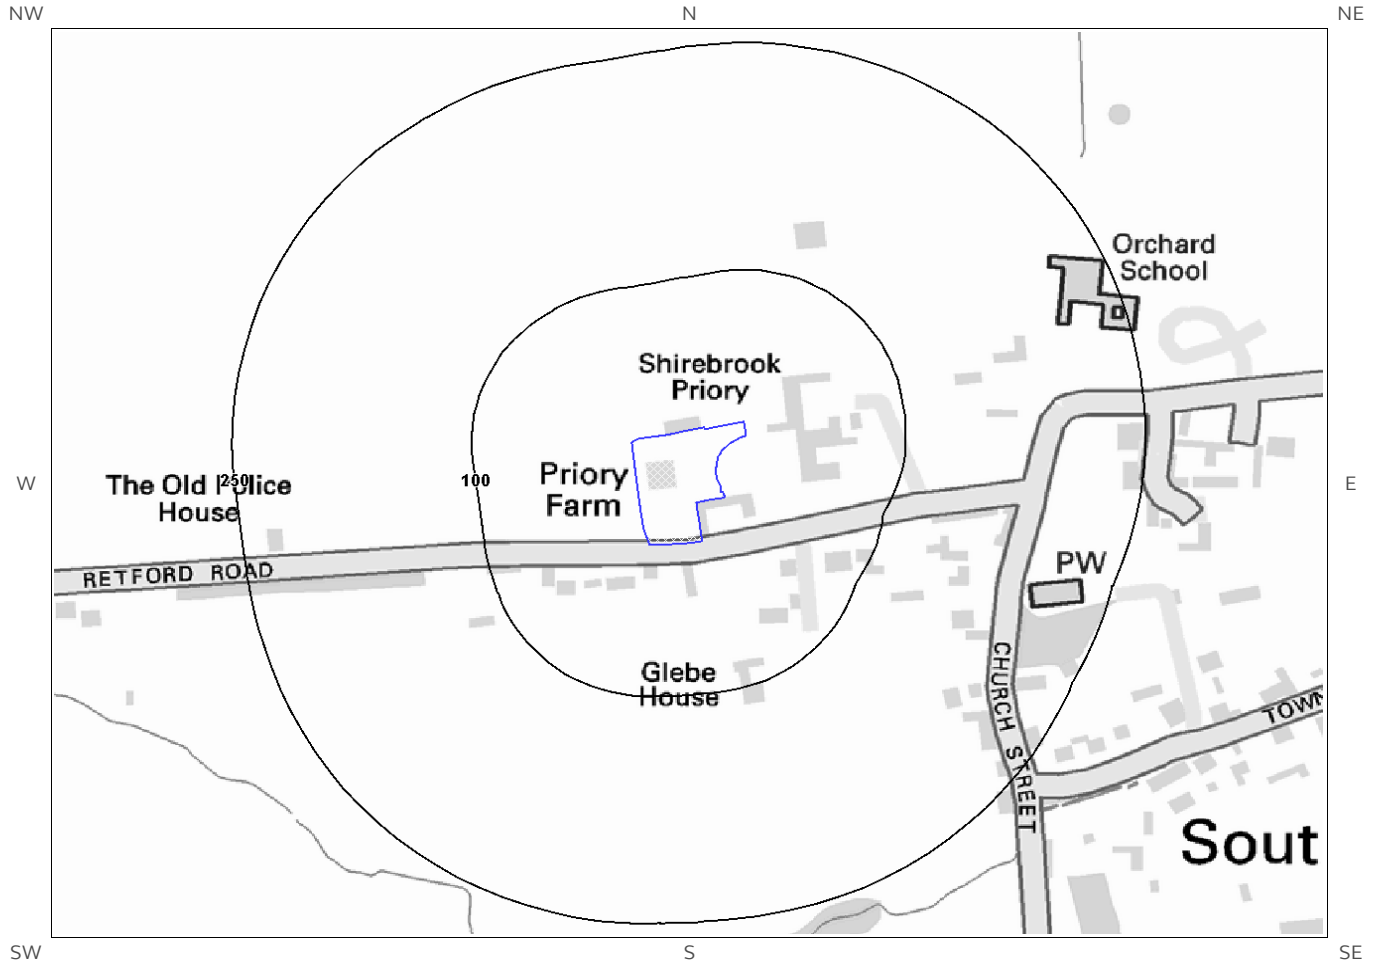 NW
N
NE
Orchard
School
Shirebrook
Priory
Priory
Farm
The Old Police
House
250
100
W
E
RETFORD ROAD
PW
CHURCH STREET
Glebe
House
TOWN
Sout
SW
S
SE